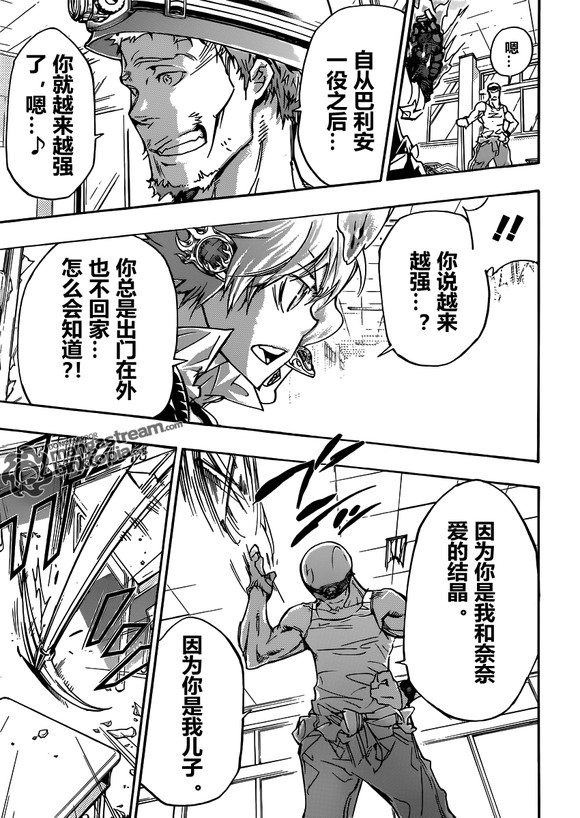 嗯…
自从巴利安
一役之后…
你就越来越强
了，嗯…♪
!!
你说越来
越强…？
你总是出门在外
也不回家…
怎么会知道?!
因为你是我和奈奈
爱的结晶。
因为你是我儿子。
mangastream.com